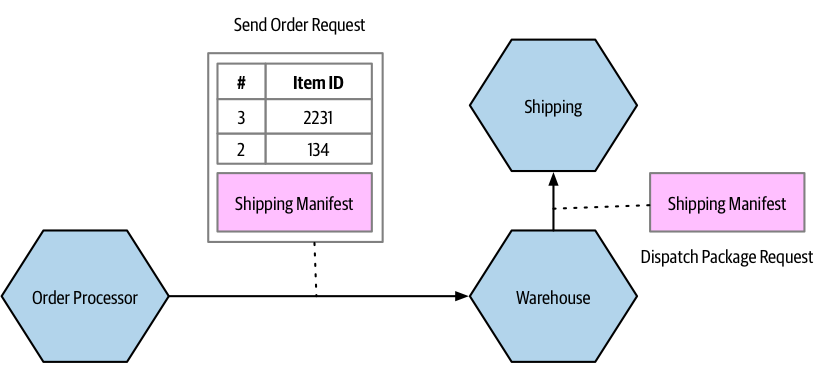 Send Order Request
# Item ID
3 2231
2 134
Shipping Manifest
Shipping
Shipping Manifest
Dispatch Package Request
Order Processor
Warehouse